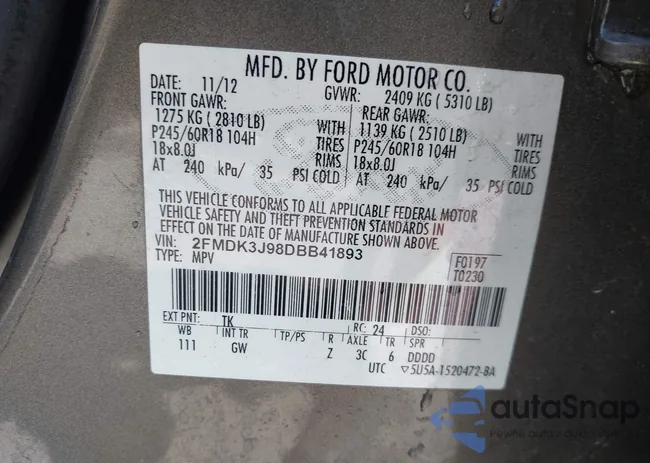 MFD. BY FORD MOTOR CO.
DATE: 11/12 GVWR: 2409 KG ( 5310 LB)
FRONT GAWR: REAR GAWR:
1275 KG ( 2810 LB) WITH 1139 KG ( 2510 LB) WITH
P245/60R18 104H TIRES P245/60R18 104H TIRES
18x8.0J RIMS 18x8.0J RIMS
AT 240 kPa/ 35 PSI COLD AT 240 kPa/ 35 PSI COLD
THIS VEHICLE CONFORMS TO ALL APPLICABLE FEDERAL MOTOR
VEHICLE SAFETY AND THEFT PREVENTION STANDARDS IN
EFFECT ON THE DATE OF MANUFACTURE SHOWN ABOVE.
VIN: 2FMDK3J98DBB41893 F0197
TYPE: MPV T0230
EXT PNT: TK RC: 24 DSO:
WB INT TR TP/PS R AXLE TR SPR
111 GW Z 3C 6 DDDD
UTC ▽5U5A-1520472-BA
autoSnap
Pewne auto z dukt